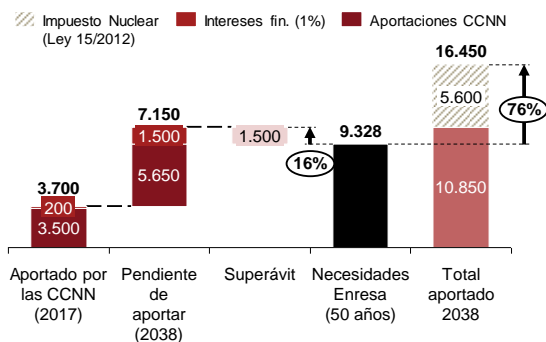 Impuesto Nuclear
(Ley 15/2012)
Intereses fin. (1%)
Aportaciones CCNN
16.450
5.600
76%
7.150
1.500
1.500
9.328
16%
5.650
10.850
3.700
200
3.500
Aportado por
las CCNN
(2017)
Pendiente
de
aportar
(2038)
Superávit
Necesidades
Enresa
(50 años)
Total
aportado
2038